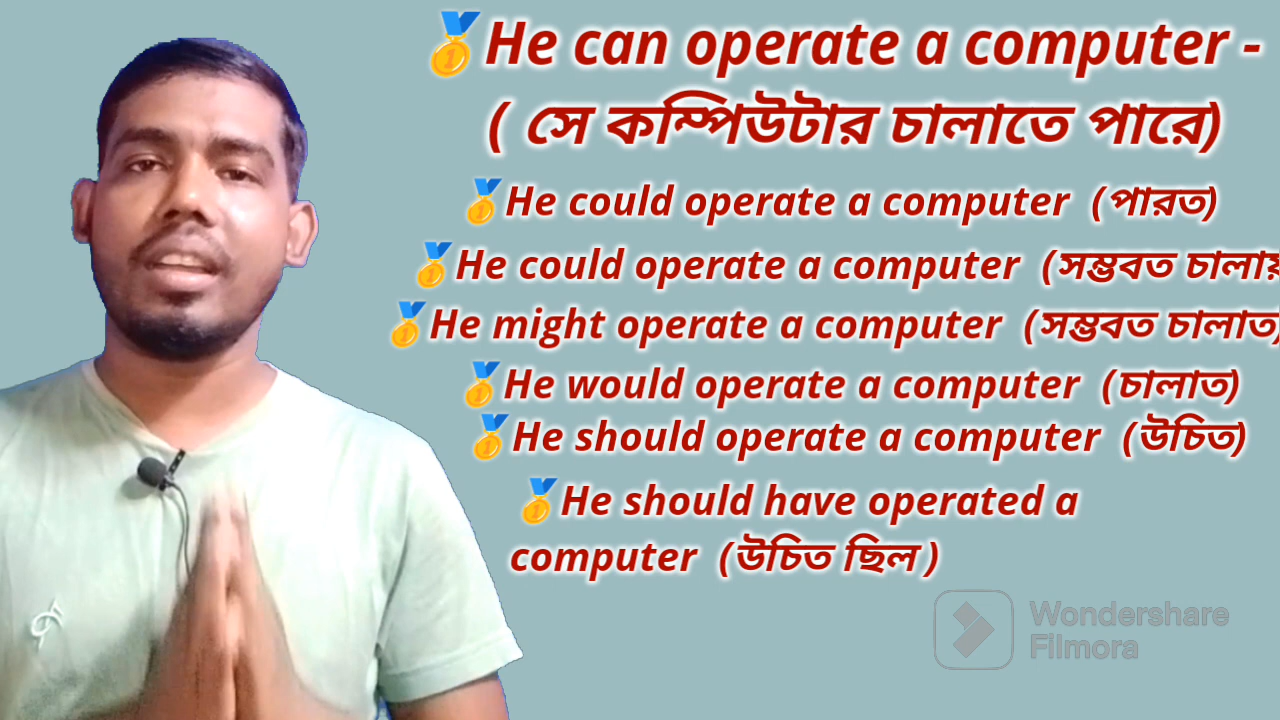 🥇He can operate a computer -
( সে কম্পিউটার চালাতে পারে)
🥇He could operate a computer (পারত)
🥇He could operate a computer (সম্ভবত চালায়
🥇He might operate a computer (সম্ভবত চালাত)
🥇He would operate a computer (চালাত)
🥇He should operate a computer (উচিত)
🥇He should have operated a
computer (উচিত ছিল )
Wondershare
Filmora